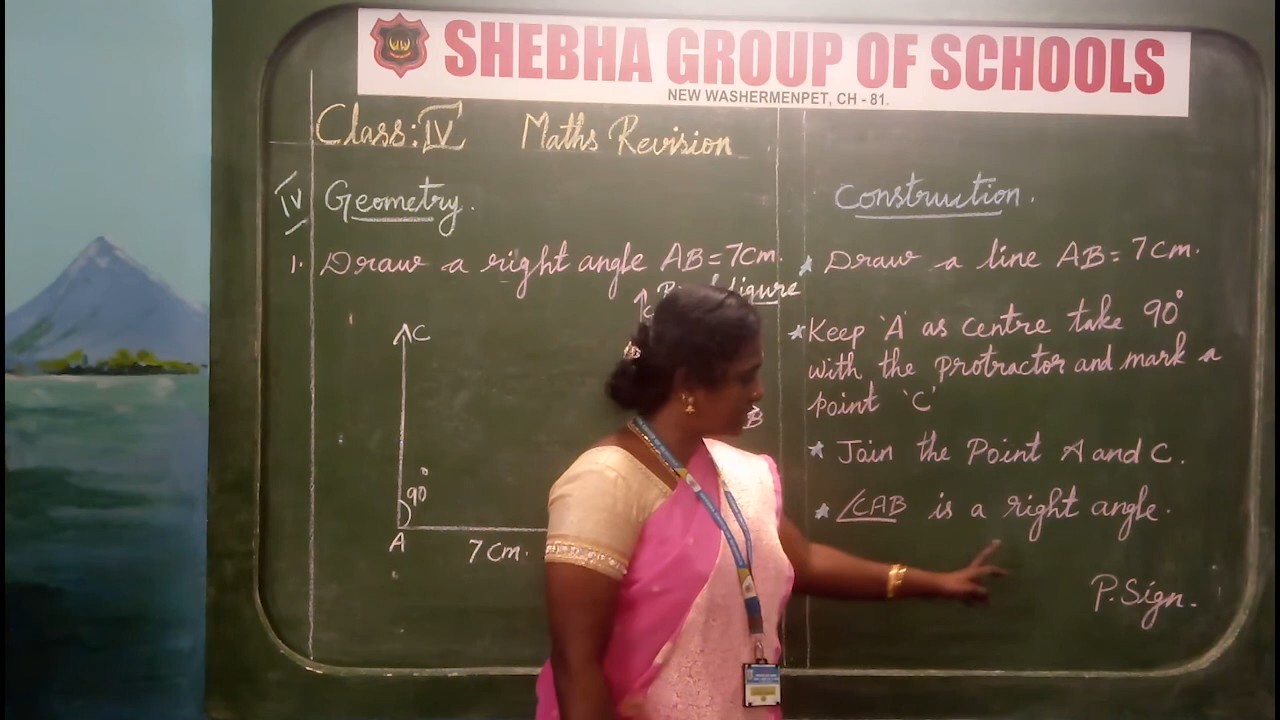 SHEBHA GROUP OF SCHOOLS
NEW WASHERMENPET, CH - 81.
Class: IV Maths Revision
IV Geometry.
1. Draw a right angle AB = 7cm.
figure
C
90°
A
7cm.
B
Construction.
* Draw a line AB = 7cm.
* Keep 'A' as centre take 90°
with the protractor and mark a
point 'C'
* Join the Point A and C.
* ∠CAB is a right angle.
P. Sign.